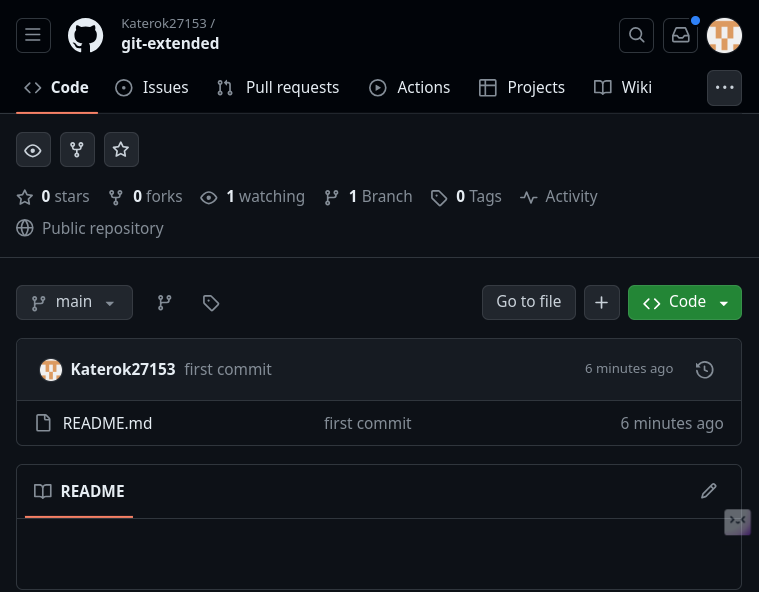 Katerok27153 /
git-extended
Code Issues Pull requests Actions Projects Wiki
0 stars 0 forks 1 watching 1 Branch 0 Tags Activity
Public repository
main Go to file + Code
Katerok27153 first commit 6 minutes ago
README.md first commit 6 minutes ago
README